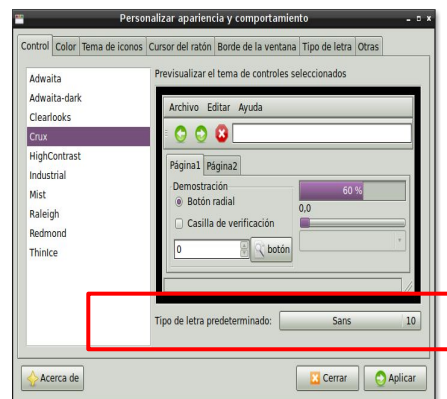 Personalizar apariencia y comportamiento
Control Color Tema de iconos Cursor del ratón Borde de la ventana Tipo de letra Otras
Previsualizar el tema de controles seleccionados
Adwaita
Adwaita-dark
Clearlooks
Crux
HighContrast
Industrial
Mist
Raleigh
Redmond
ThinIce
Archivo Editar Ayuda
Página1 Página2
Demostración
Botón radial
Casilla de verificación
0 botón
60 %
0,0
Tipo de letra predeterminado: Sans 10
Acerca de Cerrar Aplicar